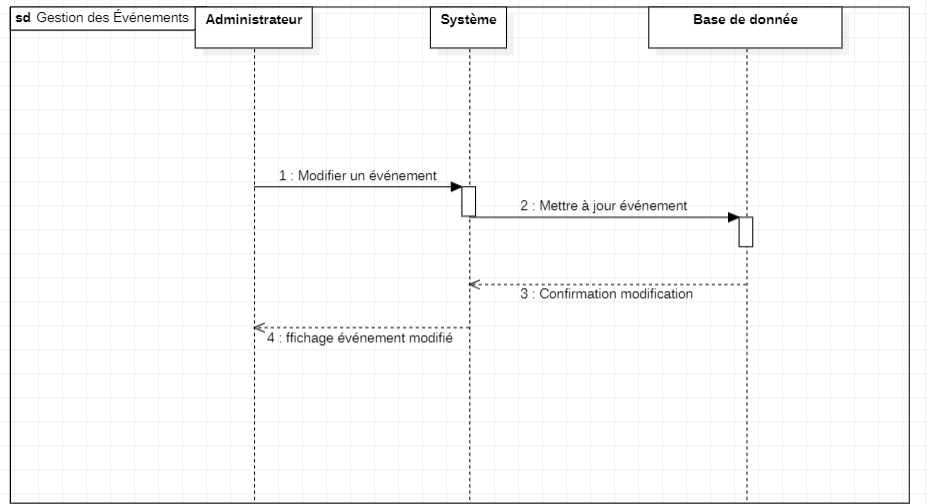 sd Gestion des Événements
Administrateur
Système
Base de donnée
1 : Modifier un événement
2 : Mettre à jour événement
3 : Confirmation modification
4 : ffichage événement modifié